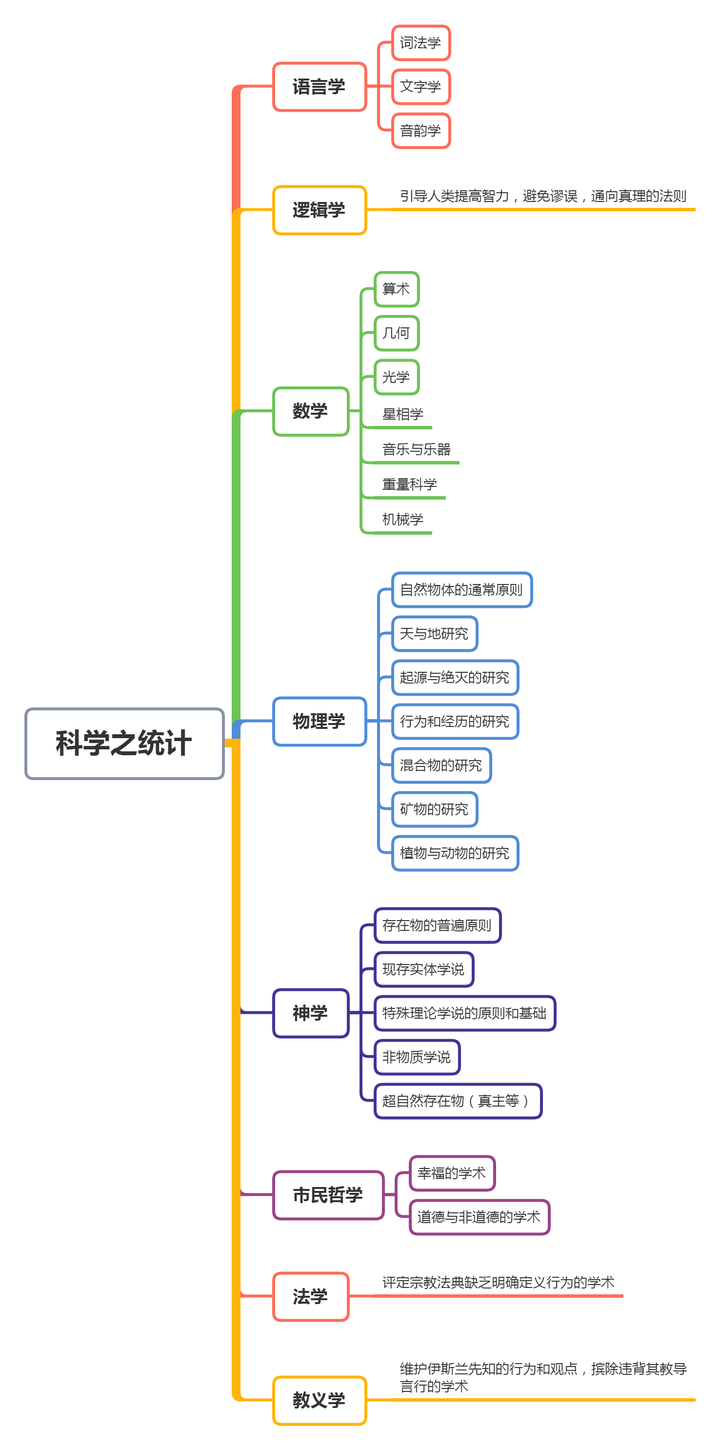 科学之统计
语言学
词法学
文字学
音韵学
逻辑学
引导人类提高智力，避免谬误，通向真理的法则
数学
算术
几何
光学
星相学
音乐与乐器
重量科学
机械学
物理学
自然物体的通常原则
天与地研究
起源与绝灭的研究
行为和经历的研究
混合物的研究
矿物的研究
植物与动物的研究
神学
存在物的普遍原则
现存实体学说
特殊理论学说的原则和基础
非物质学说
超自然存在物（真主等）
市民哲学
幸福的学术
道德与非道德的学术
法学
评定宗教法典缺乏明确定义行为的学术
教义学
维护伊斯兰先知的行为和观点，摈除违背其教导
言行的学术